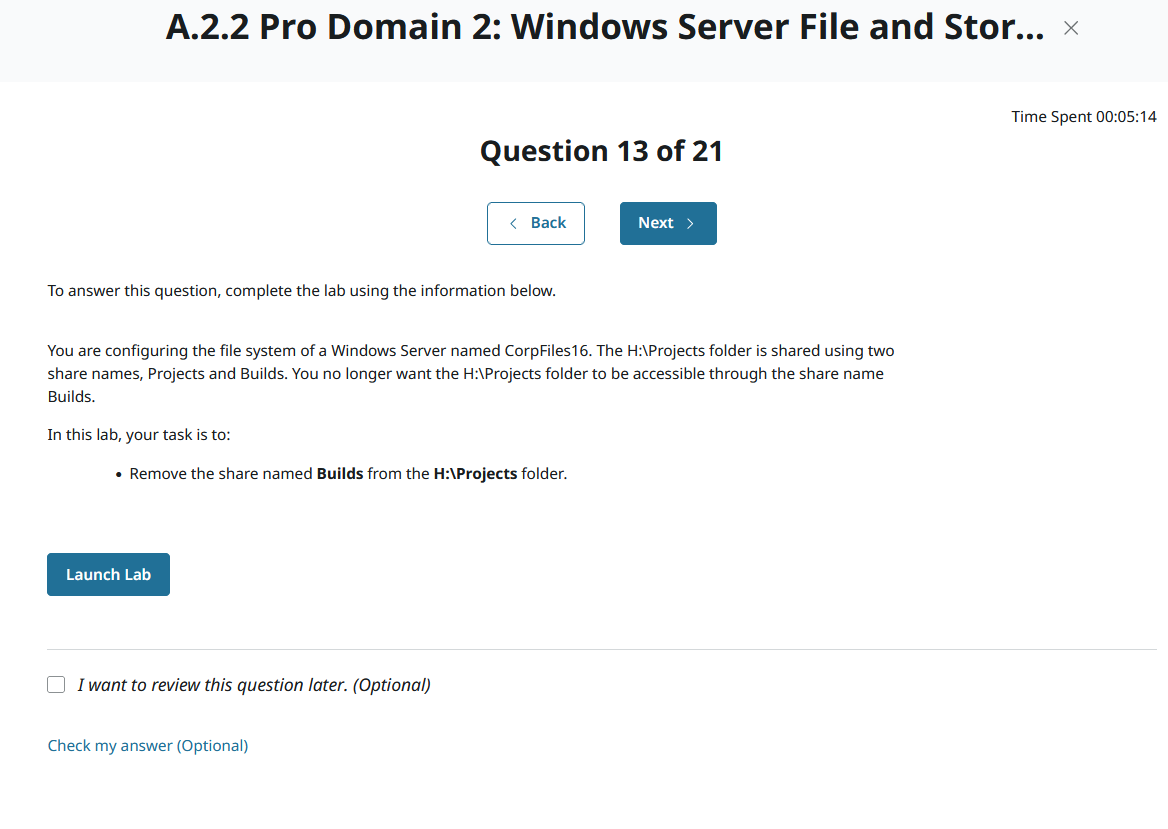 A.2.2 Pro Domain 2: Windows Server File and Stor...
Time Spent 00:05:14
Question 13 of 21
Back
Next
To answer this question, complete the lab using the information below.
You are configuring the file system of a Windows Server named CorpFiles16. The H:\Projects folder is shared using two
share names, Projects and Builds. You no longer want the H:\Projects folder to be accessible through the share name
Builds.
In this lab, your task is to:
• Remove the share named Builds from the H:\Projects folder.
Launch Lab
I want to review this question later. (Optional)
Check my answer (Optional)